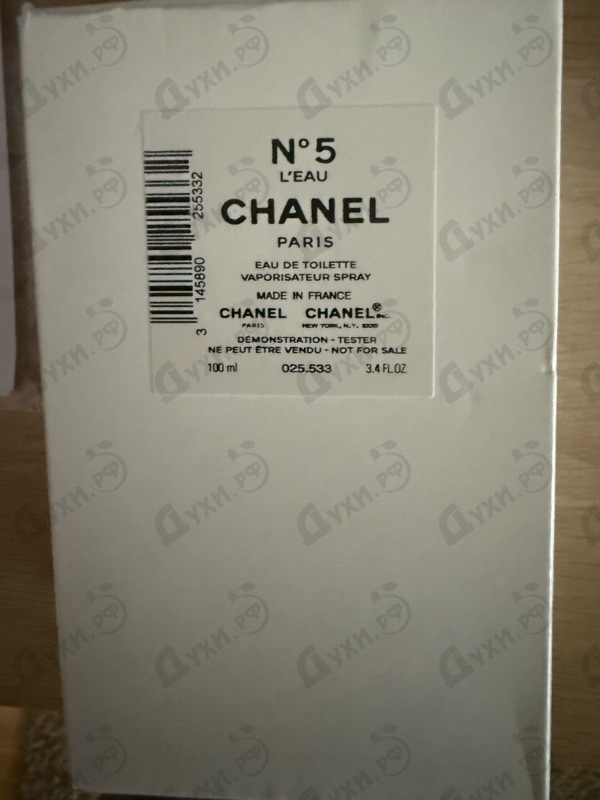 N°5
L'EAU
CHANEL
PARIS
EAU DE TOILETTE
VAPORISATEUR SPRAY
MADE IN FRANCE
CHANEL CHANEL® INC.
PARIS NEW YORK, N.Y. 10019
DÉMONSTRATION - TESTER
NE PEUT ÊTRE VENDU - NOT FOR SALE
100 ml 025.533 3.4 FL.OZ.
3 145890 255332
Духи.рф